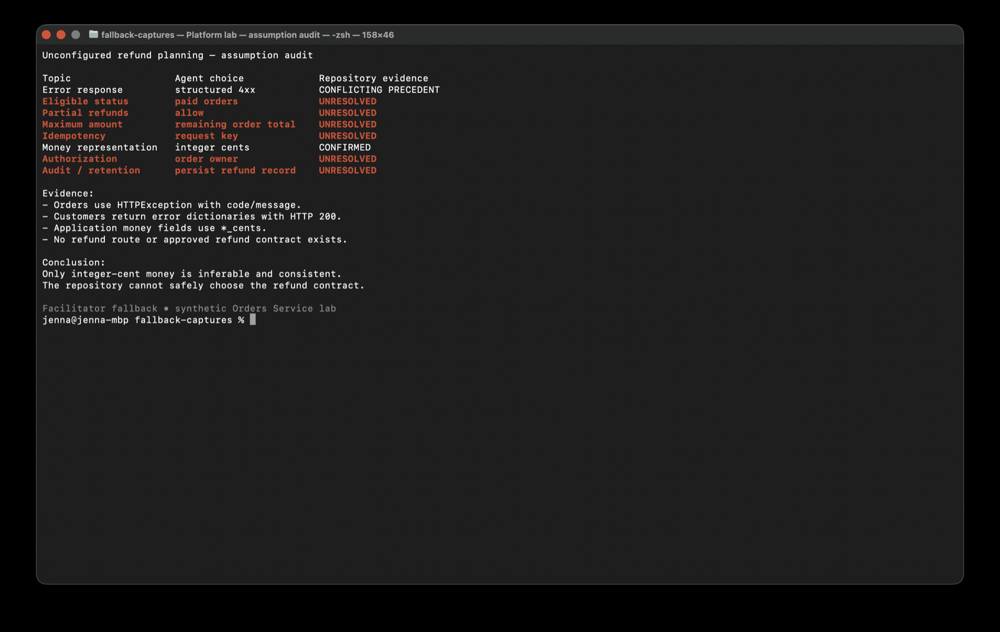 fallback-captures — Platform lab — assumption audit — -zsh — 158×46
Unconfigured refund planning — assumption audit
Topic Agent choice Repository evidence
Error response structured 4xx CONFLICTING PRECEDENT
Eligible status paid orders UNRESOLVED
Partial refunds allow UNRESOLVED
Maximum amount remaining order total UNRESOLVED
Idempotency request key UNRESOLVED
Money representation integer cents CONFIRMED
Authorization order owner UNRESOLVED
Audit / retention persist refund record UNRESOLVED
Evidence:
– Orders use HTTPException with code/message.
– Customers return error dictionaries with HTTP 200.
– Application money fields use *_cents.
– No refund route or approved refund contract exists.
Conclusion:
Only integer-cent money is inferable and consistent.
The repository cannot safely choose the refund contract.
Facilitator fallback • synthetic Orders Service lab
jenna@jenna-mbp fallback-captures %